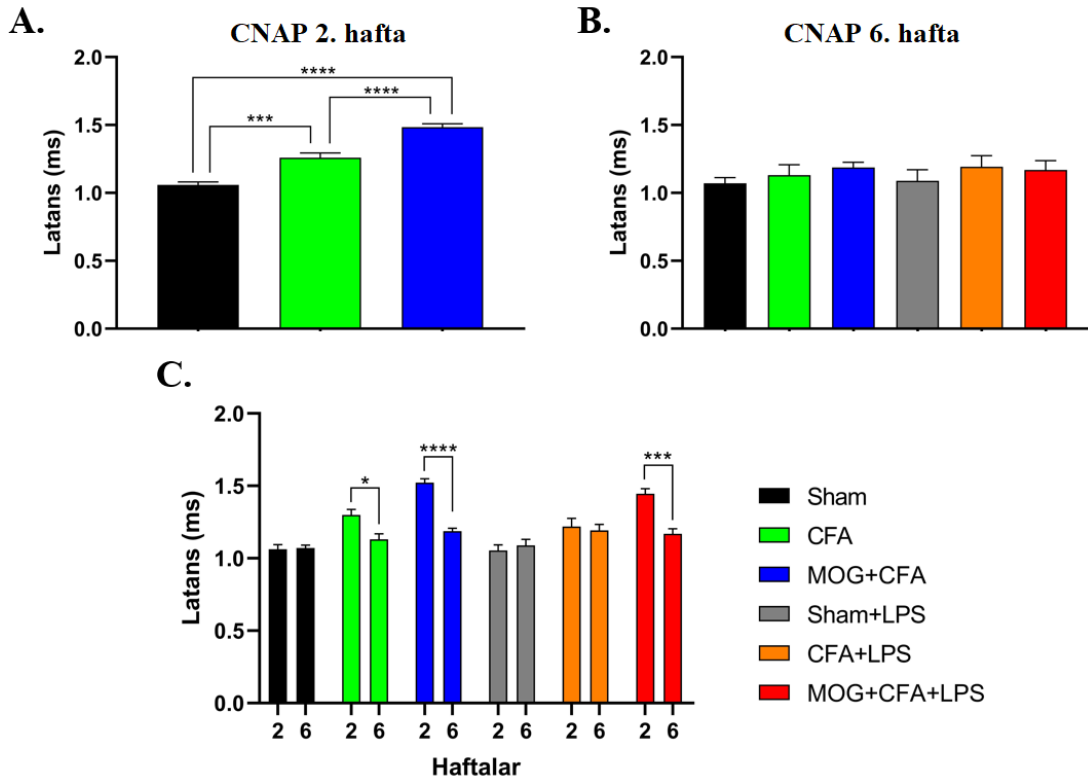 A.
CNAP 2. hafta
Latans (ms)
2.0
1.5
1.0
0.5
0.0
****
***
****
B.
CNAP 6. hafta
Latans (ms)
2.0
1.5
1.0
0.5
0.0
C.
Latans (ms)
2.0
1.5
1.0
0.5
0.0
*
****
***
2 6 2 6 2 6 2 6 2 6 2 6
Haftalar
Sham
CFA
MOG+CFA
Sham+LPS
CFA+LPS
MOG+CFA+LPS